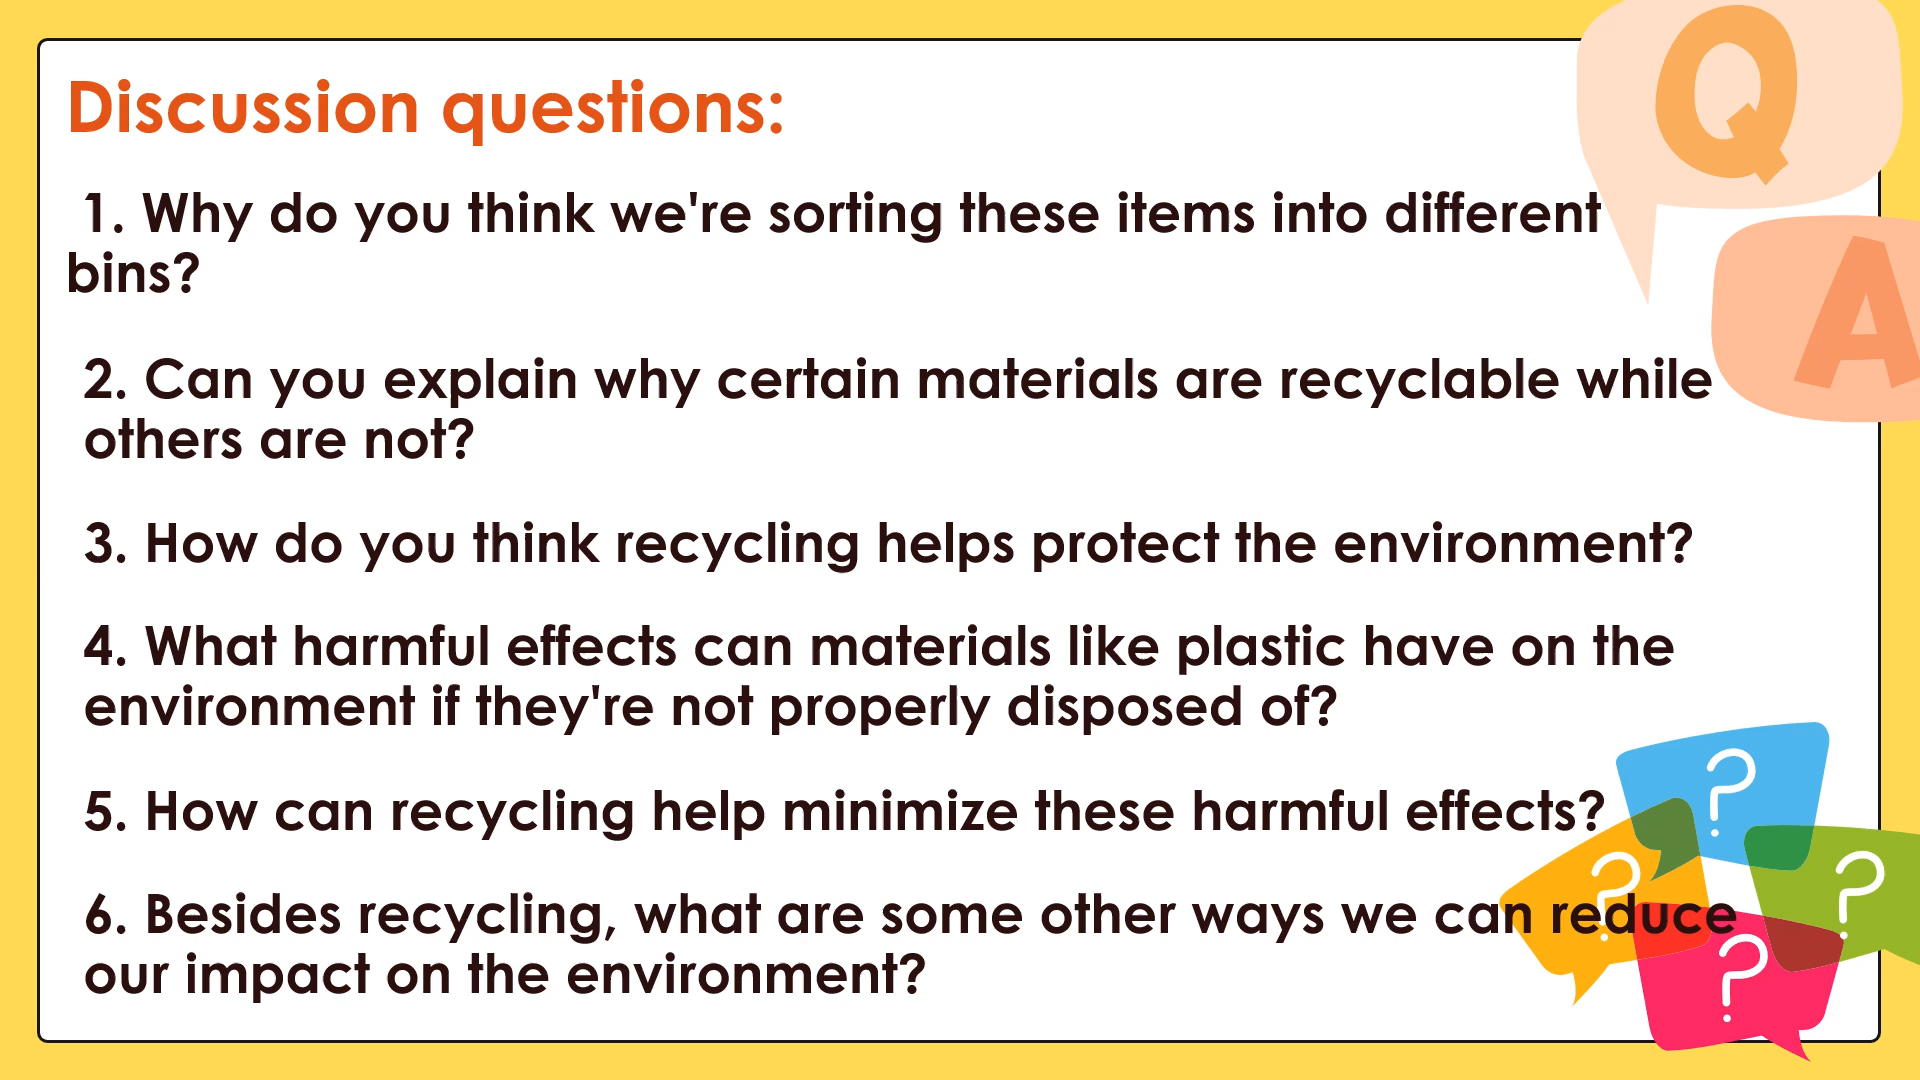 Discussion questions:
1. Why do you think we're sorting these items into different
bins?
2. Can you explain why certain materials are recyclable while
others are not?
3. How do you think recycling helps protect the environment?
4. What harmful effects can materials like plastic have on the
environment if they're not properly disposed of?
5. How can recycling help minimize these harmful effects?
6. Besides recycling, what are some other ways we can reduce
our impact on the environment?
Q
A
?
?
?
?